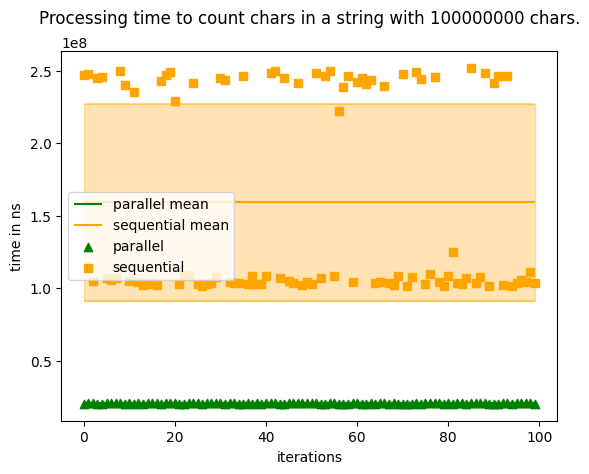 Processing time to count chars in a string with 100000000 chars.
1e8
2.5
2.0
1.5
1.0
0.5
time in ns
parallel mean
sequential mean
parallel
sequential
0 20 40 60 80 100
iterations